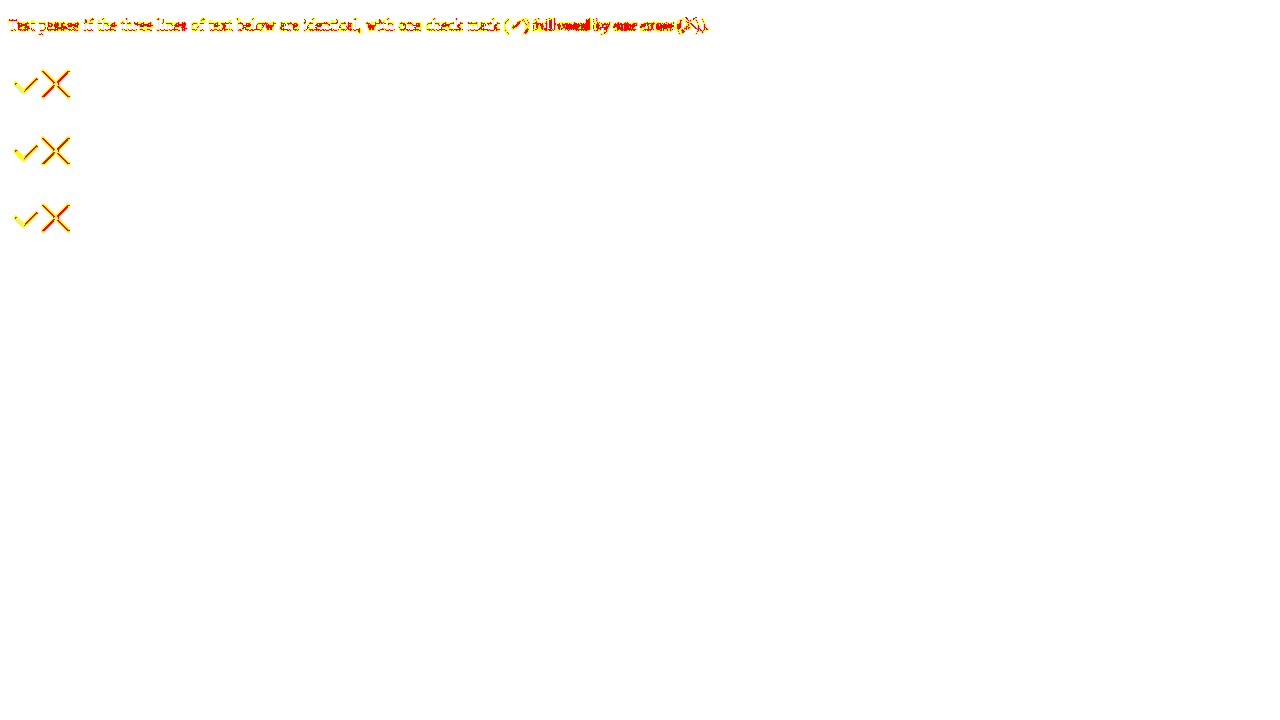 Test passes if the three lines of text below are identical, with one check mark (✓) followed by one cross (╳).
✓╳
✓╳
✓╳